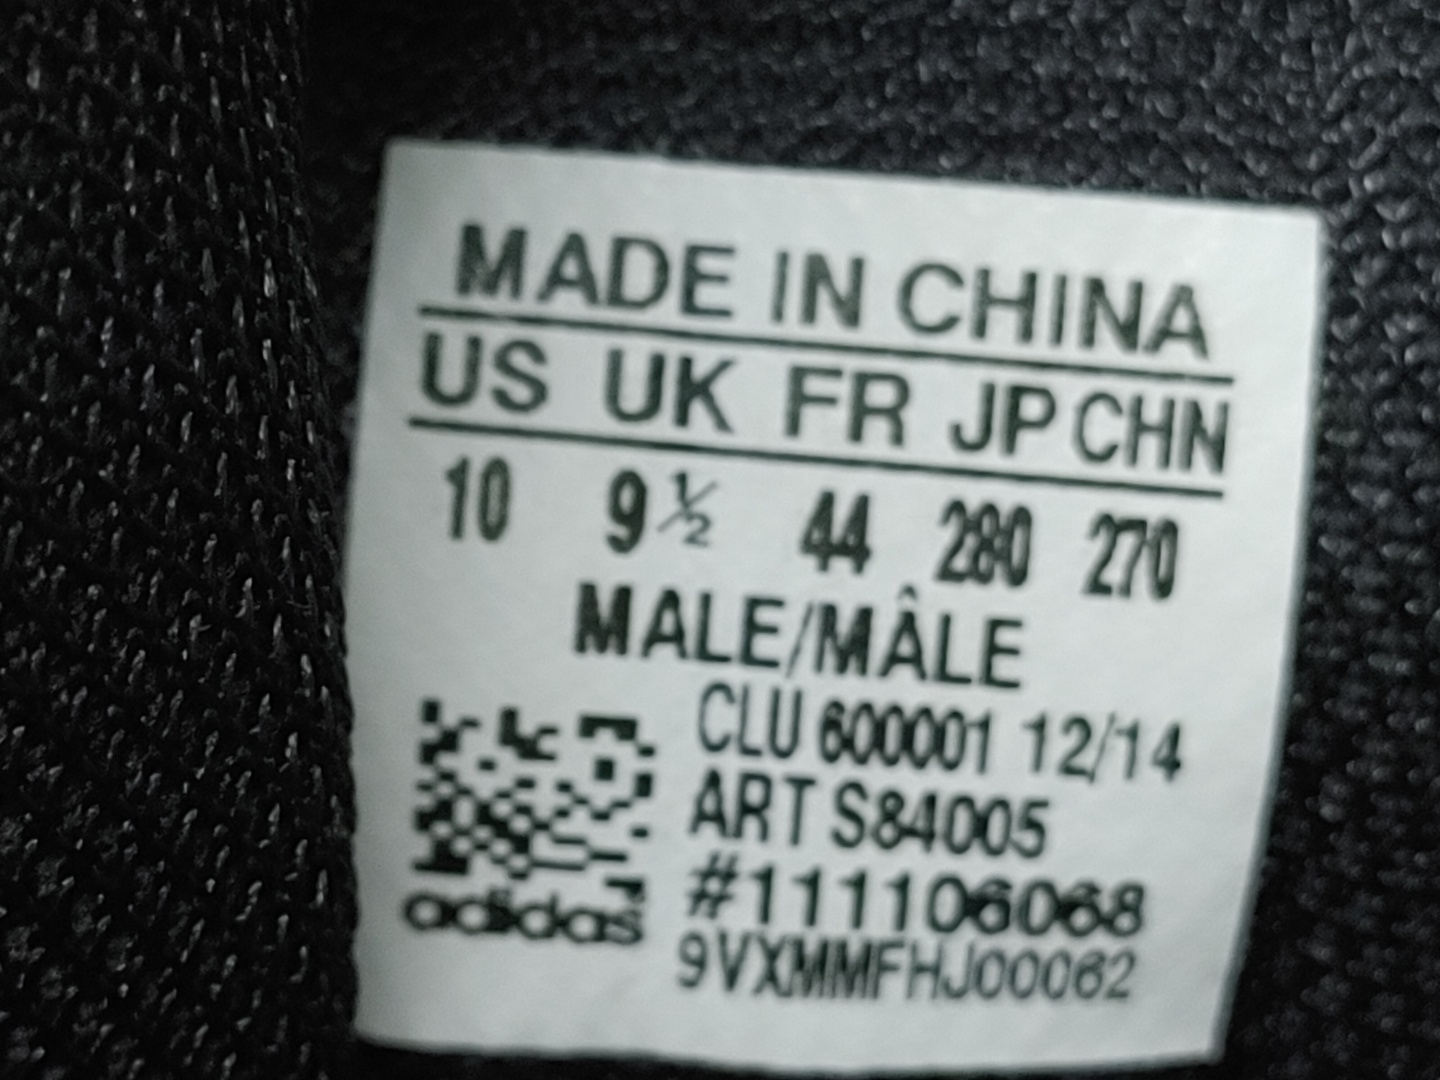 MADE IN CHINA
US UK FR JP CHN
10 9½ 44 280 270
MALE/MÂLE
CLU 600001 12/14
ART S84005
#111106068
9VXMMFHJ00062
adidas